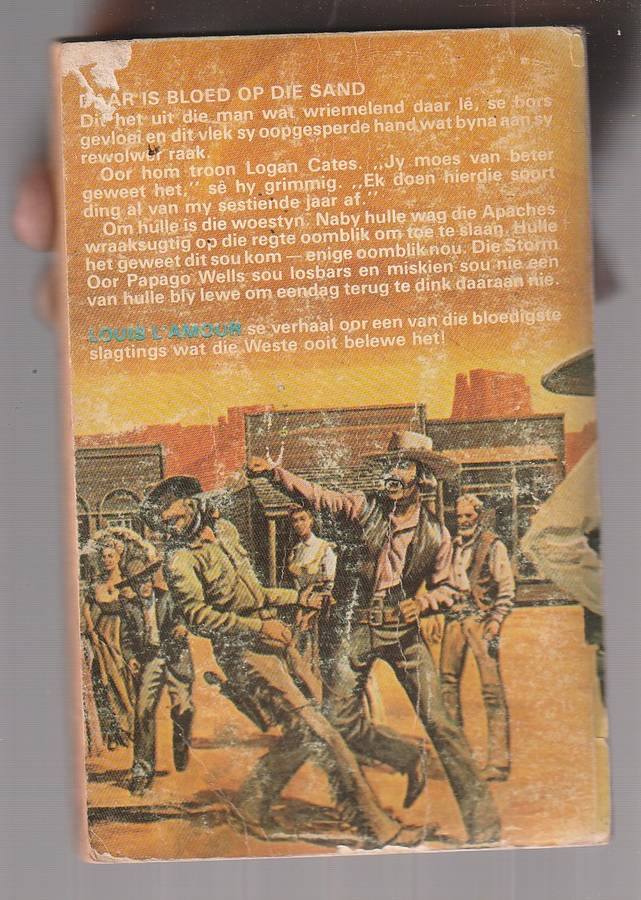 DAAR IS BLOED OP DIE SAND
Dit het uit die man wat wriemelend daar lê, se bors
gevloei en dit vlek sy oopgesperde hand wat byna aan sy
rewolwer raak.
Oor hom troon Logan Cates. ,,Jy moes van beter
geweet het,'' sê hy grimmig. ,,Ek doen hierdie soort
ding al van my sestiende jaar af.''
Om hulle is die woestyn. Naby hulle wag die Apaches
wraaksugtig op die regte oomblik om toe te slaan. Hulle
het geweet dit sou kom — enige oomblik nou. Die Storm
Oor Papago Wells sou losbars en miskien sou nie een
van hulle bly lewe om eendag terug te dink daaraan nie.
LOUIS L'AMOUR se verhaal oor een van die bloedigste
slagtings wat die Weste ooit belewe het!